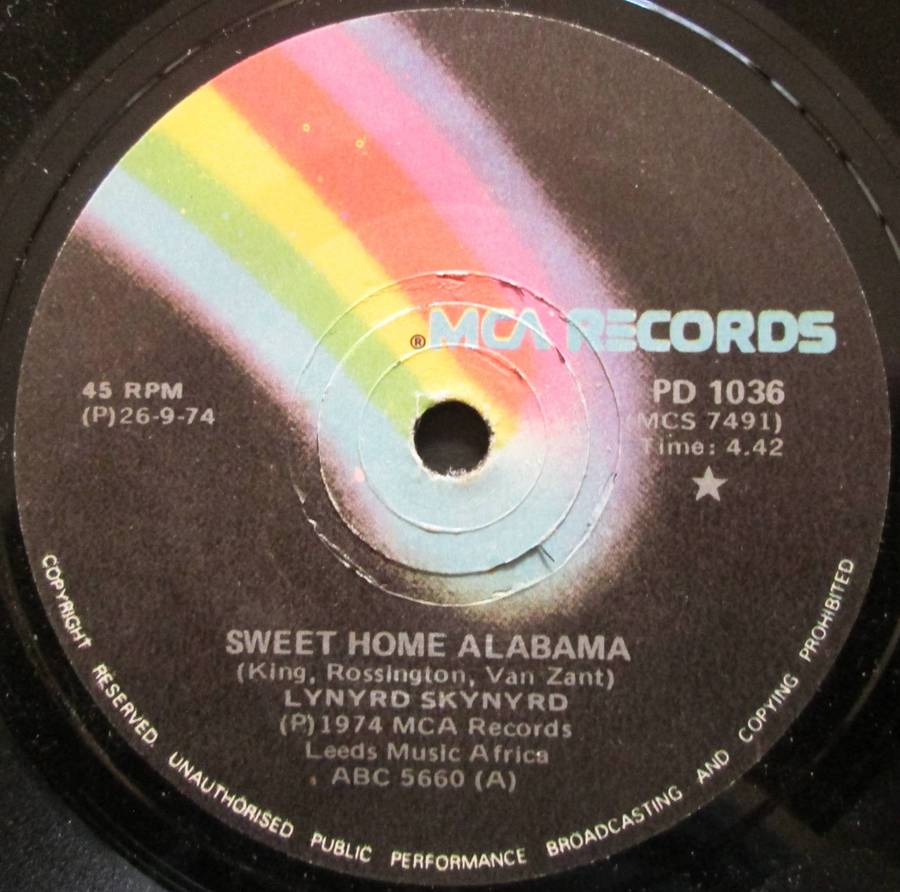 ® MCA RECORDS
45 RPM
(P)26-9-74
PD 1036
(MCS 7491)
Time: 4.42
SWEET HOME ALABAMA
(King, Rossington, Van Zant)
LYNYRD SKYNYRD
(P)1974 MCA Records
Leeds Music Africa
ABC 5660 (A)
COPYRIGHT RESERVED. UNAUTHORISED PUBLIC PERFORMANCE BROADCASTING AND COPYING PROHIBITED